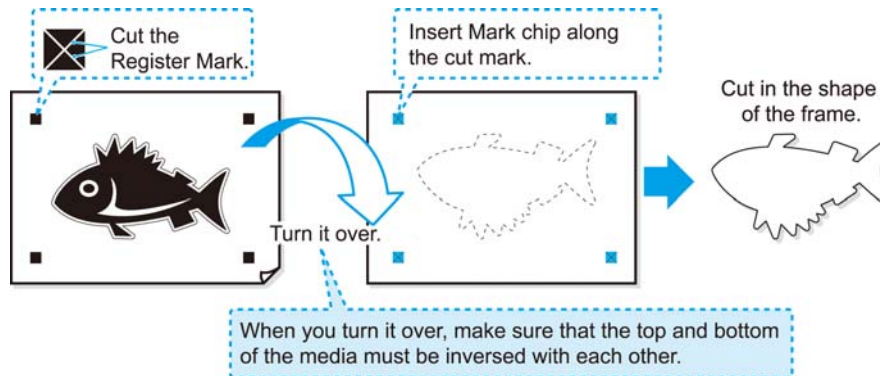 Cut the
Register Mark.
Insert Mark chip along
the cut mark.
Cut in the shape
of the frame.
Turn it over.
When you turn it over, make sure that the top and bottom
of the media must be inversed with each other.